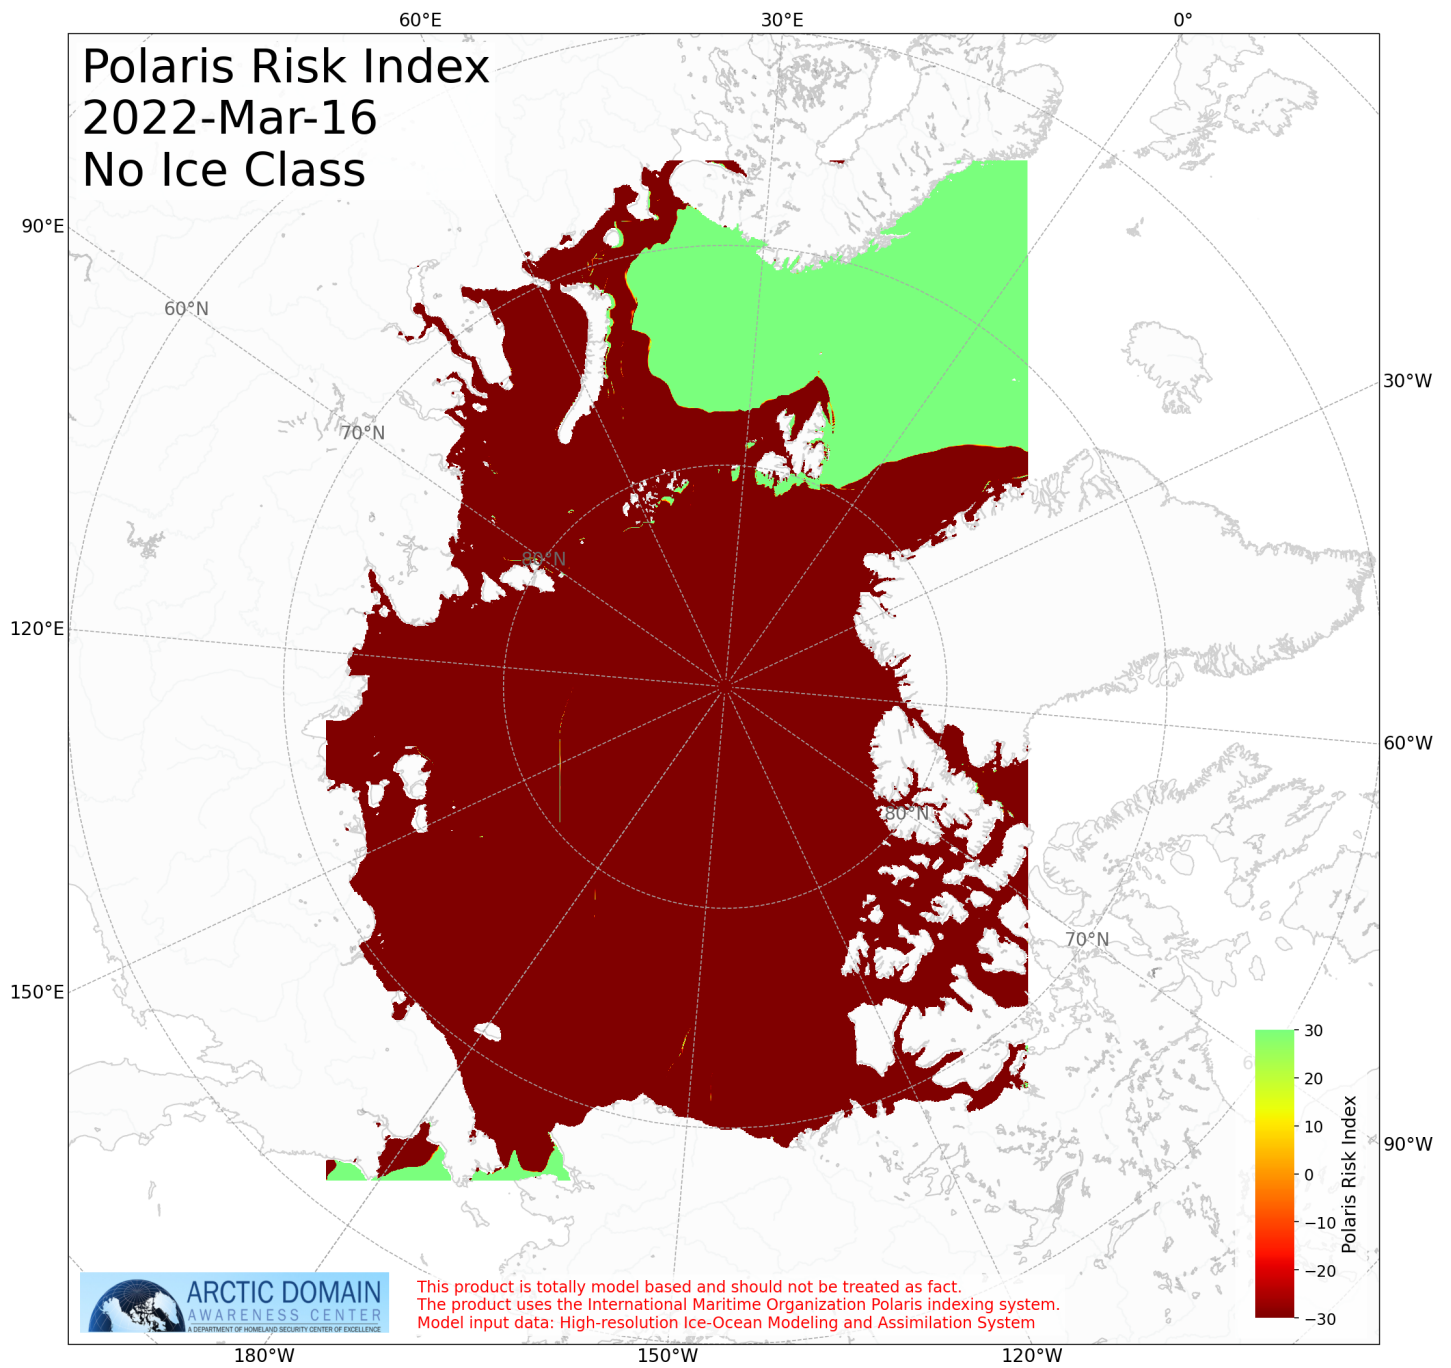 60°E 30°E 0°
Polaris Risk Index
2022-Mar-16
No Ice Class
90°E
60°N
30°W
70°N
80°N
120°E
60°W
80°N
70°N
150°E
30
20
10
0
−10
−20
−30
Polaris Risk Index
90°W
ARCTIC DOMAIN
AWARENESS CENTER
A DEPARTMENT OF HOMELAND SECURITY CENTER OF EXCELLENCE
This product is totally model based and should not be treated as fact.
The product uses the International Maritime Organization Polaris indexing system.
Model input data: High-resolution Ice-Ocean Modeling and Assimilation System
180°W 150°W 120°W